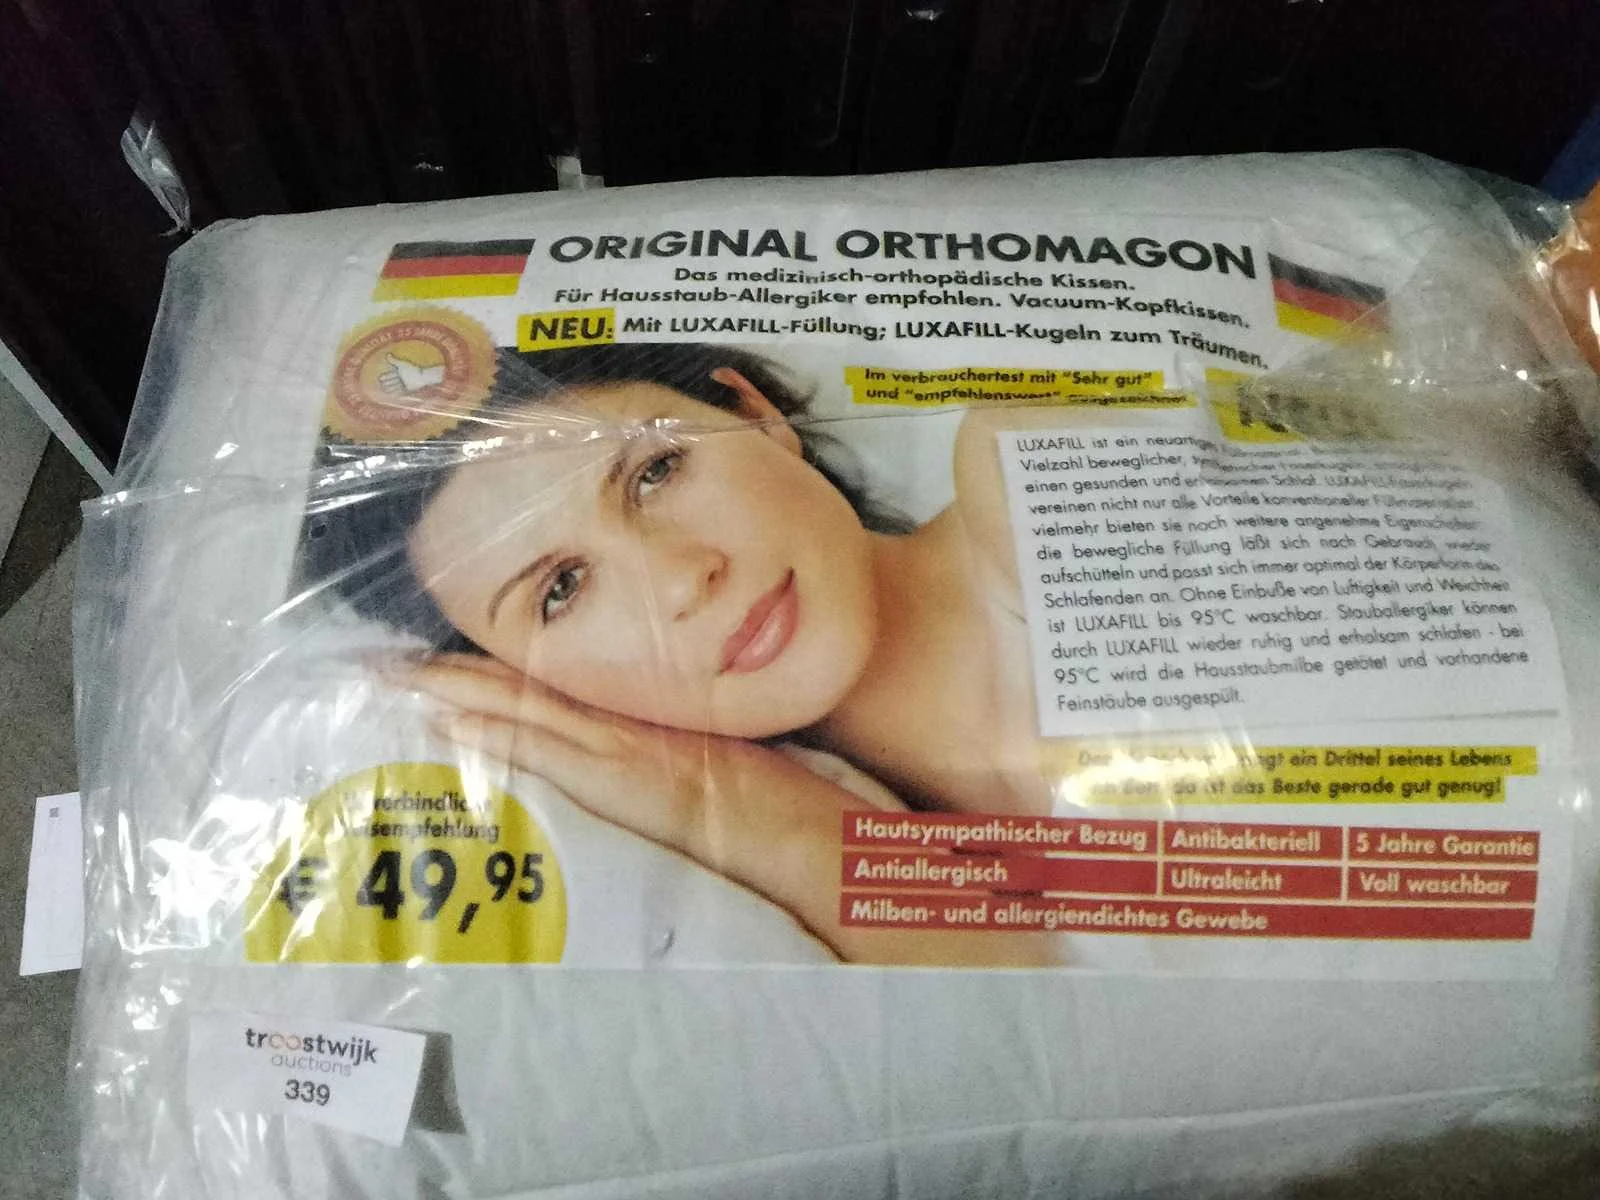 ORIGINAL ORTHOMAGON
Das medizinisch-orthopädische Kissen.
Für Hausstaub-Allergiker empfohlen. Vacuum-Kopfkissen.
NEU: Mit LUXAFILL-Füllung; LUXAFILL-Kugeln zum Träumen.
Im verbrauchertest mit "Sehr gut"
und "empfehlenswert"
LUXAFILL ist ein
Vielzahl beweglicher,
einen gesunden und Schlaf.
vereinen nicht nur alle Vorteile konventioneller
vielmehr bieten sie noch weitere angenehme Eigenschaften
die bewegliche Füllung läßt sich nach Gebrauch wieder
aufschütteln und passt sich immer optimal der Körperform des
Schlafenden an. Ohne Einbuße von Luftigkeit und Weichheit
ist LUXAFILL bis 95°C waschbar. Stauballergiker können
durch LUXAFILL wieder ruhig und erholsam schlafen - bei
95°C wird die Hausstaubmilbe getötet und vorhandene
Feinstäube ausgespült.
ein Drittel seines Lebens
da ist das Beste gerade gut genug!
€ 49,95
Hautsympathischer Bezug Antibakteriell 5 Jahre Garantie
Antiallergisch Ultraleicht Voll waschbar
Milben- und allergiendichtes Gewebe
troostwijk
auctions
339